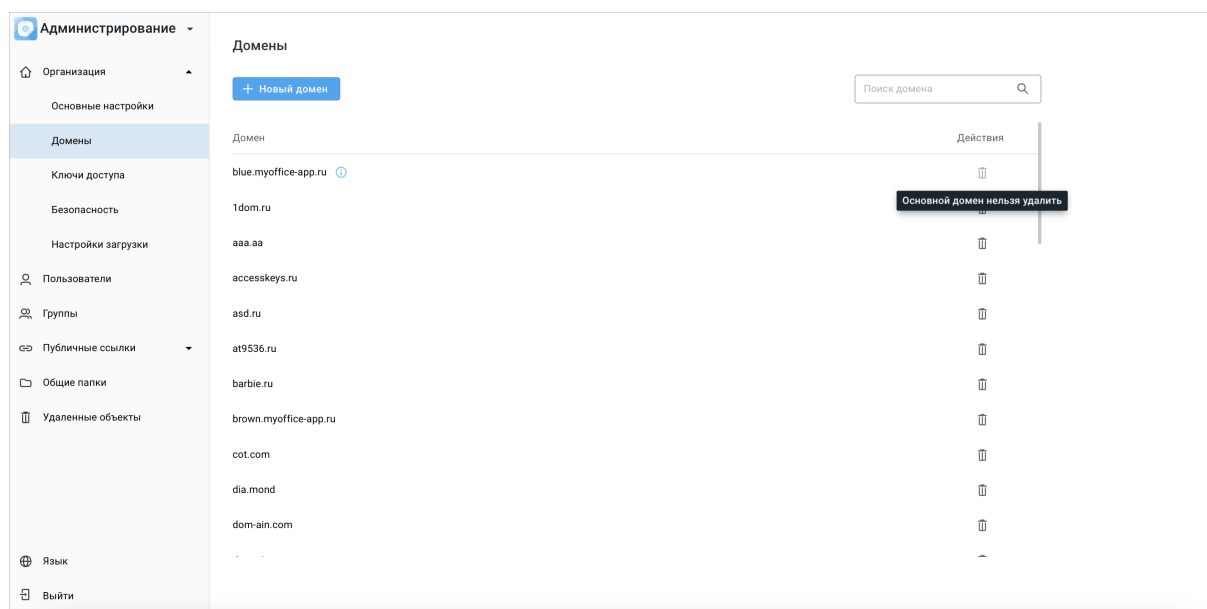 Администрирование
Домены
Организация
+ Новый домен
Поиск домена
Основные настройки
Домены
Домен
Действия
Ключи доступа
blue.myoffice-app.ru
Основной домен нельзя удалить
Безопасность
1dom.ru
Настройки загрузки
aaa.aa
Пользователи
accesskeys.ru
Группы
asd.ru
Публичные ссылки
at9536.ru
Общие папки
barbie.ru
Удаленные объекты
brown.myoffice-app.ru
cot.com
dia.mond
dom-ain.com
Язык
Выйти